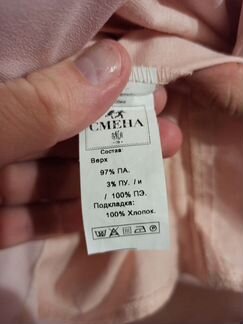 СМЕНА
Состав:
Верх
97% ПА.
3% ПУ. / и
/ 100% ПЭ.
Подкладка:
100% Хлопок.